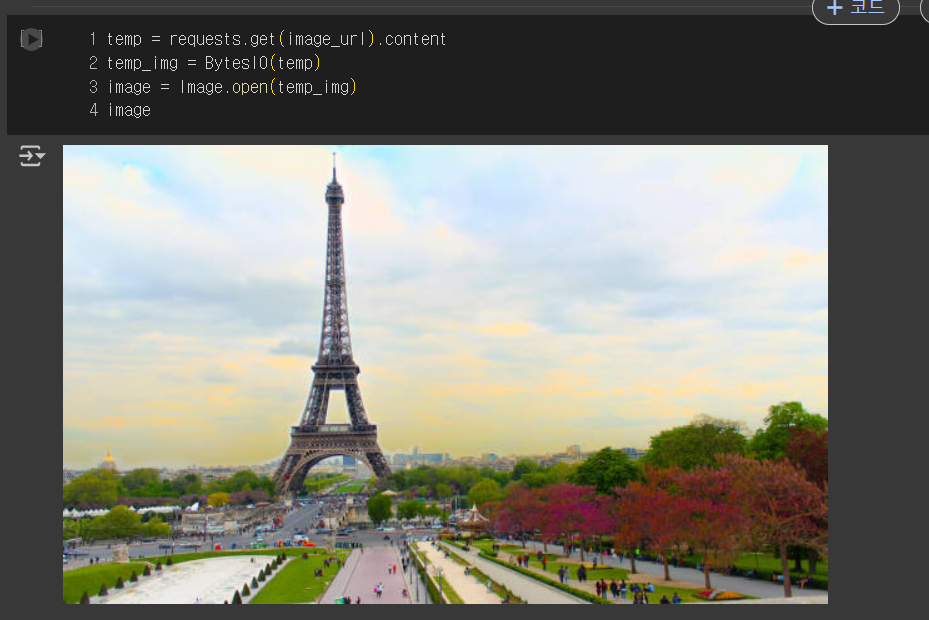 + 코드
1 temp = requests.get(image_url).content
2 temp_img = BytesIO(temp)
3 image = Image.open(temp_img)
4 image